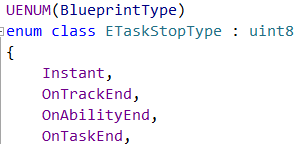 UENUM(BlueprintType)
enum class ETaskStopType : uint8
{
Instant,
OnTrackEnd,
OnAbilityEnd,
OnTaskEnd,